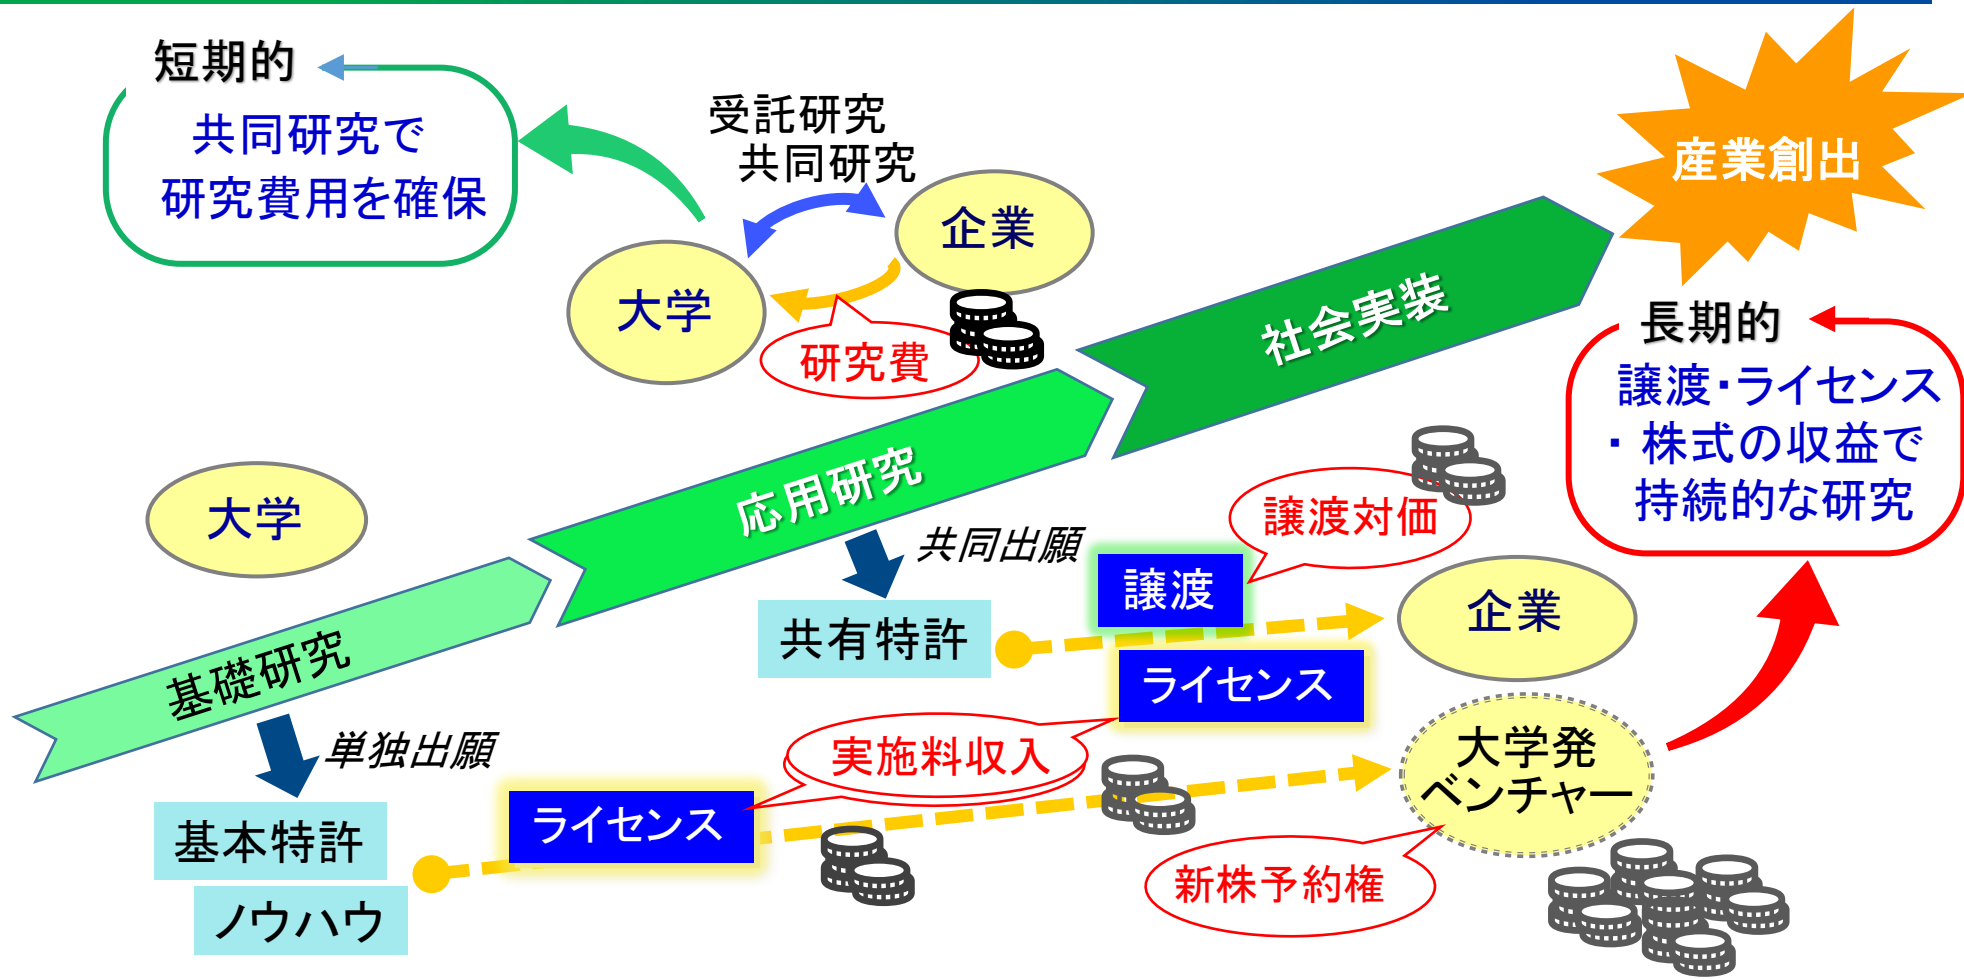 短期的
共同研究で
研究費用を確保
受託研究
共同研究
企業
大学
研究費
産業創出
社会実装
長期的
譲渡・ライセンス
・ 株式の収益で
持続的な研究
応用研究
大学
共同出願
譲渡対価
譲渡
共有特許
企業
ライセンス
基礎研究
単独出願
実施料収入
大学発
ベンチャー
ライセンス
基本特許
ノウハウ
新株予約権